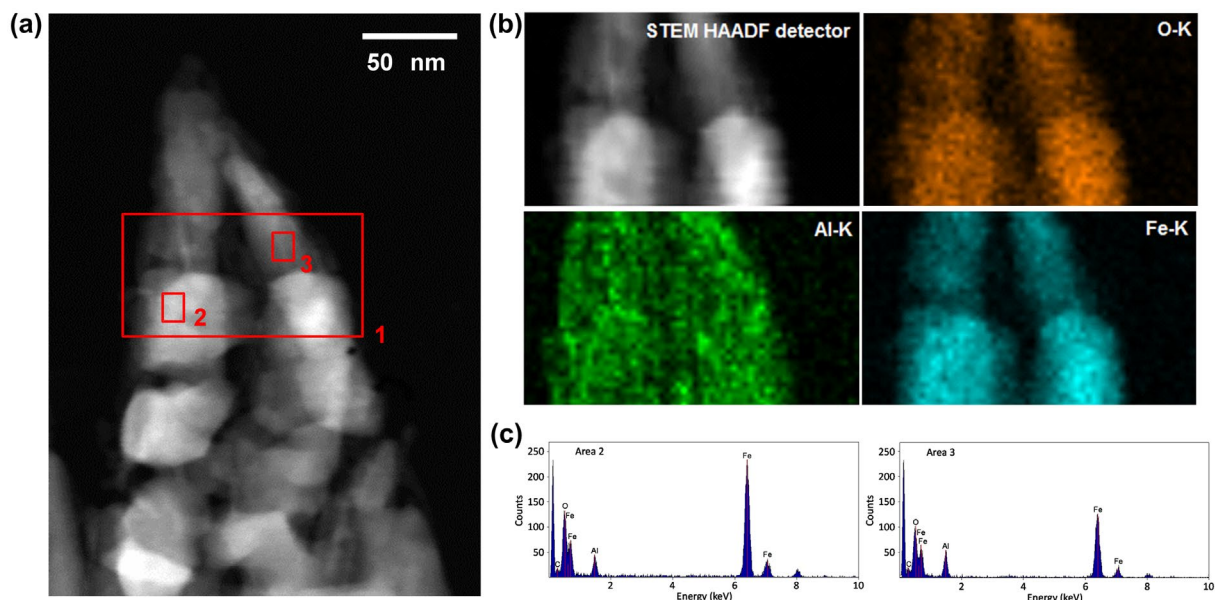 (a)
50 nm
1
2
3
(b)
STEM HAADF detector
O-K
Al-K
Fe-K
(c)
Area 2
Counts
250
200
150
100
50
C
O
Fe
Fe
Al
Fe
Fe
2
4
6
8
10
Energy (keV)
Area 3
Counts
250
200
150
100
50
C
O
Fe
Fe
Al
Fe
Fe
2
4
6
8
10
Energy (keV)